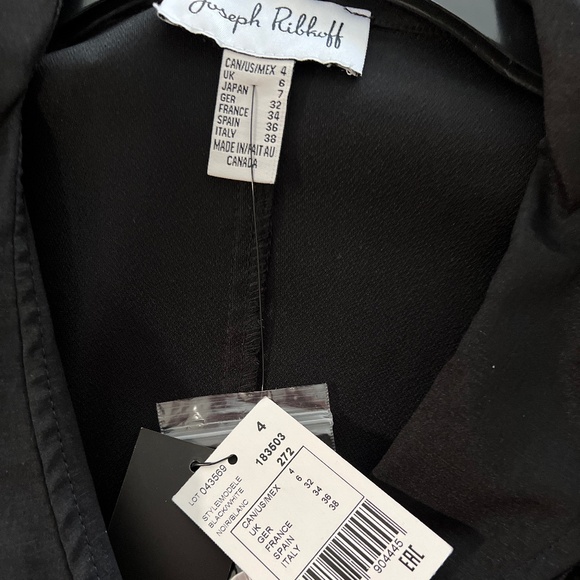 Joseph Ribkoff
CAN/US/MEX 4
UK 6
JAPAN 7
GER 32
FRANCE 34
SPAIN 36
ITALY 38
MADE IN/FAIT AU
CANADA
4
LOT 043569
183503
STYLE/MODELE
BLACK/WHITE 272
NOIR/BLANC
CAN/US/MEX 4
UK 6
GER 32
FRANCE 34
SPAIN 36
ITALY 38
904445
EAC